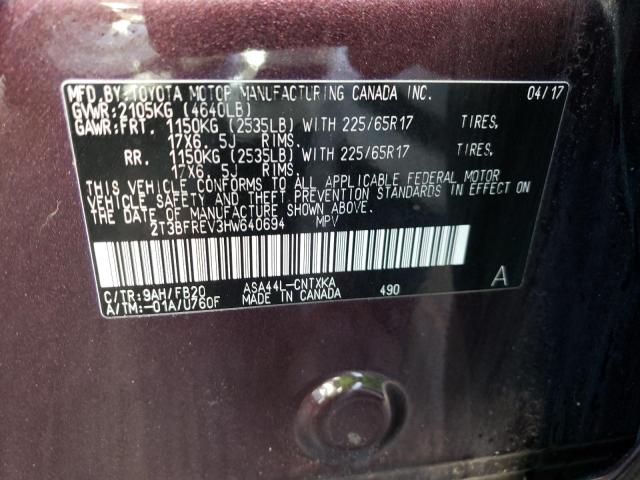 MFD.BY:TOYOTA MOTOR MANUFACTURING CANADA INC. 04/17
GVWR:2105KG (4640LB)
GAWR:FRT. 1150KG (2535LB) WITH 225/65R17 TIRES,
17X6. 5J RIMS.
RR. 1150KG (2535LB) WITH 225/65R17 TIRES,
17X6. 5J RIMS.
THIS VEHICLE CONFORMS TO ALL APPLICABLE FEDERAL MOTOR
VEHICLE SAFETY AND THEFT PREVENTION STANDARDS IN EFFECT ON
THE DATE OF MANUFACTURE SHOWN ABOVE.
2T3BFREV3HW640694 MPV
C/TR:9AH/FB20 ASA44L-CNTXKA 490 A
A/TM:-01A/U760F MADE IN CANADA